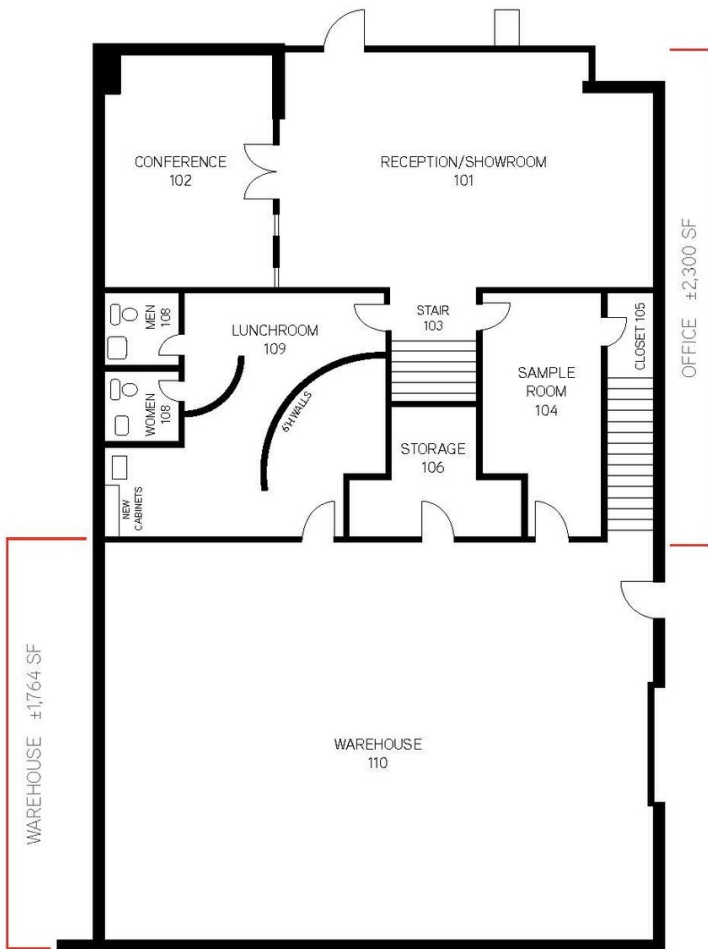 CONFERENCE
102
RECEPTION/SHOWROOM
101
OFFICE ±2,300 SF
MEN
108
LUNCHROOM
109
STAIR
103
CLOSET 105
SAMPLE
ROOM
104
WOMEN
108
6'H WALLS
STORAGE
106
NEW
CABINETS
WAREHOUSE ±1,764 SF
WAREHOUSE
110